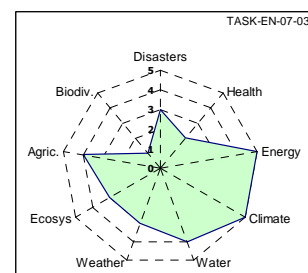 TASK-EN-07-03
Disasters
Health
Energy
Climate
Water
Weather
Ecosys
Agric.
Biodiv.
5
4
3
2
1
0